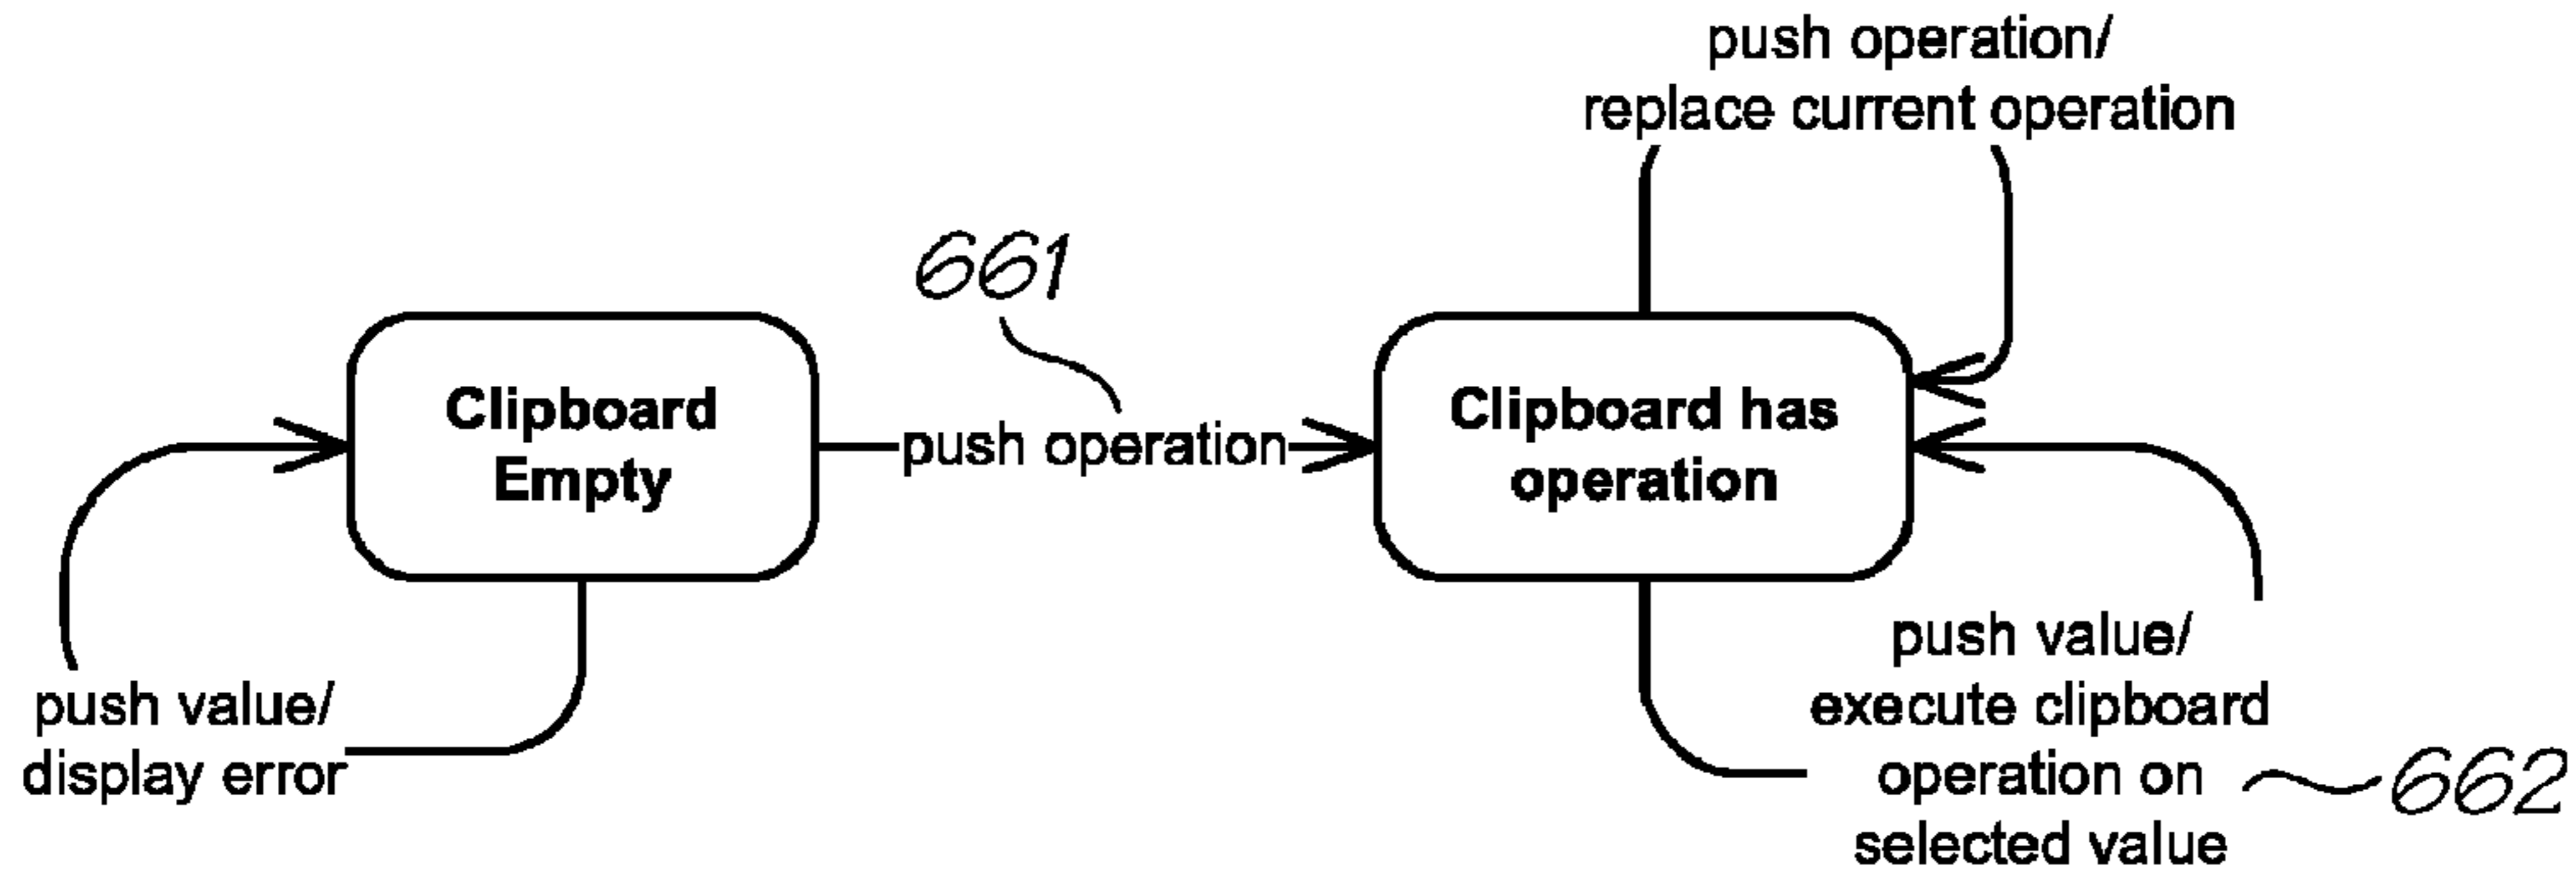 push operation/
replace current operation
661
Clipboard
Empty
push operation
Clipboard has
operation
push value/
display error
push value/
execute clipboard
operation on
selected value
662